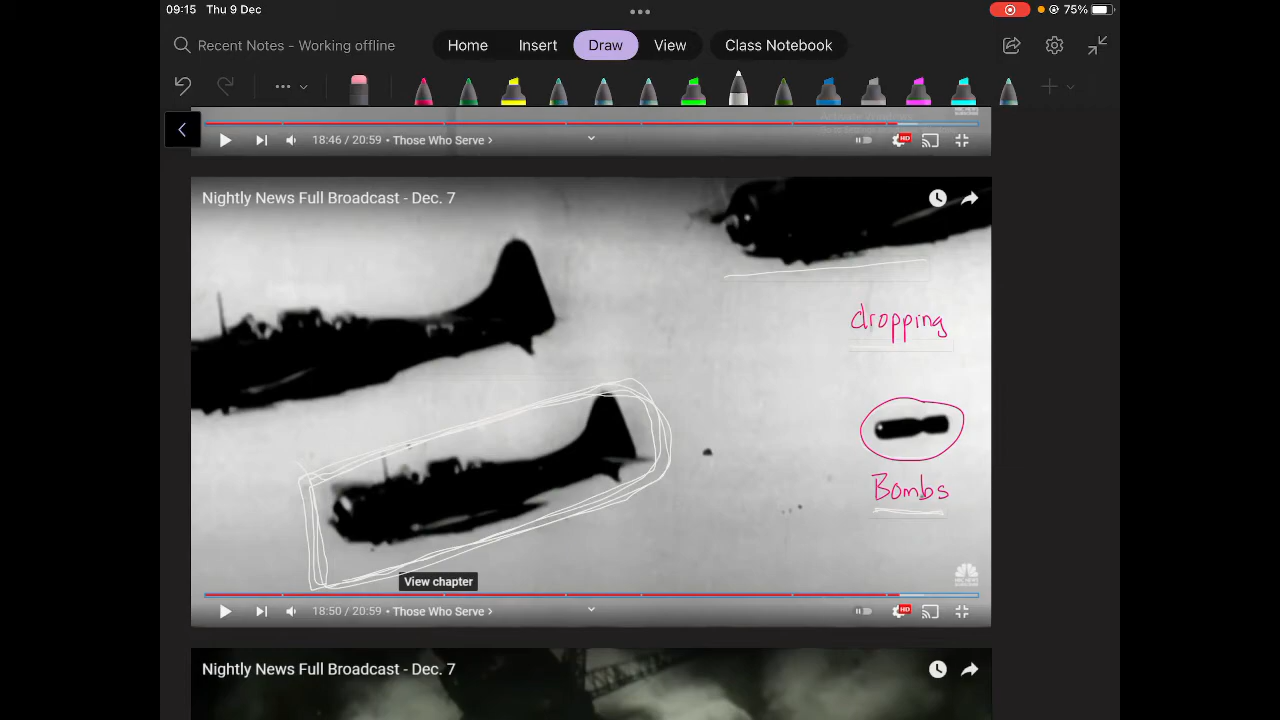 09:15 Thu 9 Dec
75%
Recent Notes - Working offline
Home Insert Draw View Class Notebook
18:46 / 20:59 • Those Who Serve >
HD
Nightly News Full Broadcast - Dec. 7
dropping
Bombs
View chapter
18:50 / 20:59 • Those Who Serve >
HD
Nightly News Full Broadcast - Dec. 7